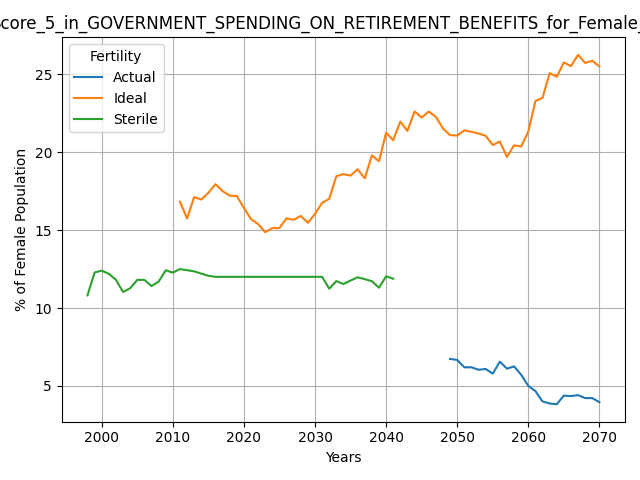 score_5_in_GOVERNMENT_SPENDING_ON_RETIREMENT_BENEFITS_for_Female_
Fertility
Actual
Ideal
Sterile
% of Female Population
25
20
15
10
5
2000 2010 2020 2030 2040 2050 2060 2070
Years